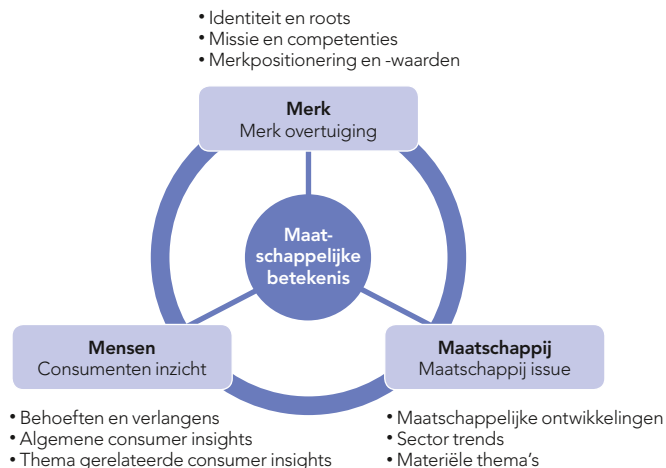 • Identiteit en roots
• Missie en competenties
• Merkpositionering en -waarden
Merk
Merk overtuiging
Maat-
schappelijke
betekenis
Mensen
Consumenten inzicht
Maatschappij
Maatschappij issue
• Behoeften en verlangens
• Algemene consumer insights
• Thema gerelateerde consumer insights
• Maatschappelijke ontwikkelingen
• Sector trends
• Materiële thema's